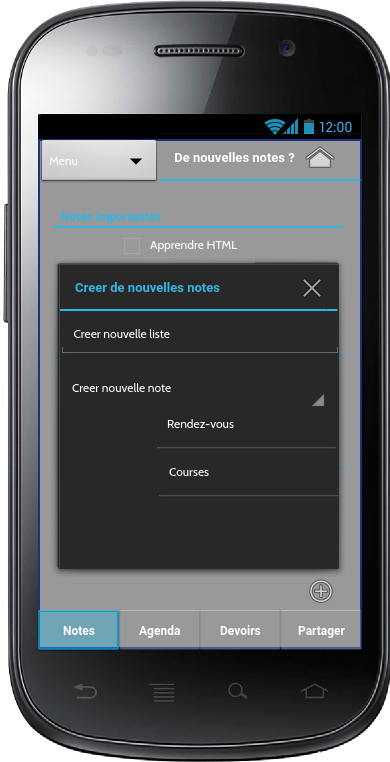 12:00
Menu
De nouvelles notes ?
Notes importantes
Apprendre HTML
Creer de nouvelles notes
Creer nouvelle liste
Creer nouvelle note
Rendez-vous
Courses
Notes
Agenda
Devoirs
Partager